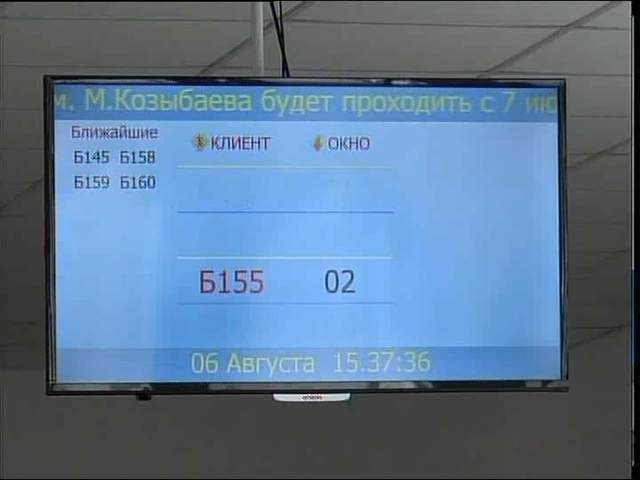 м. М.Козыбаева будет проходить с 7 ию
Ближайшие
Б145 Б158
Б159 Б160
КЛИЕНТ ОКНО
Б155 02
06 Августа 15.37:36